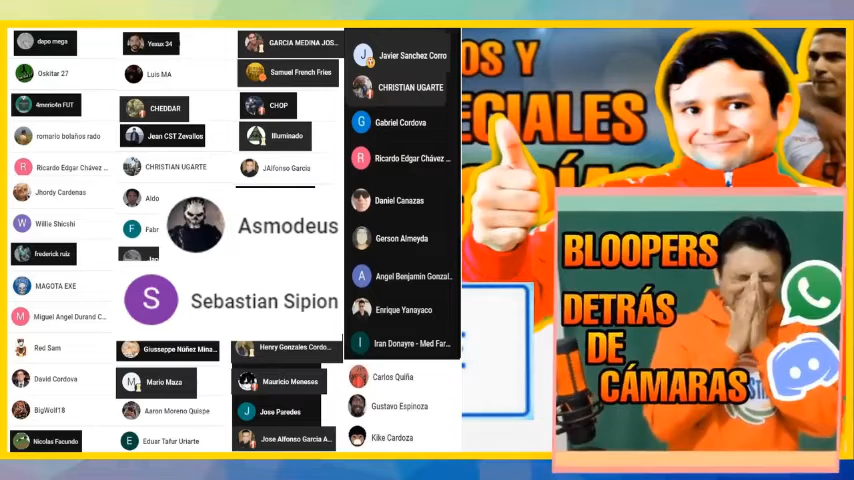 depo mega
Oskitar 27
4meric4n FUT
romario bolaños rado
R
Ricardo Edgar Chávez ...
Jhordy Cardenas
W
Willie Shicshi
frederick ruiz
MAGOTA EXE
M
Miguel Angel Durand C...
Red Sam
David Cordova
BigWolf18
Nicolas Facundo
Yexux 34
Luis MA
CHEDDAR
Jean CST Zevallos
CHRISTIAN UGARTE
Aldo
F
Fabr
Asmodeus
S
Sebastian Sipion
Giusseppe Núñez Mina...
M
Mario Maza
Aaron Moreno Quispe
E
Eduar Tafur Uriarte
GARCIA MEDINA JOS...
Samuel French Fries
CHOP
Illuminado
JAlfonso Garcia
Henry Gonzales Cordo...
Mauricio Meneses
J
Jose Paredes
Jose Alfonso Garcia A...
J
Javier Sanchez Corro
CHRISTIAN UGARTE
G
Gabriel Cordova
R
Ricardo Edgar Chávez ...
Daniel Canazas
Gerson Almeyda
A
Angel Benjamin Gonzal..
Enrique Yanayaco
I
Iran Donayre - Med Far...
Carlos Quiña
Gustavo Espinoza
Kike Cardoza
OS Y
ECIALES
BLOOPERS
DETRÁS
DE
CÁMARAS